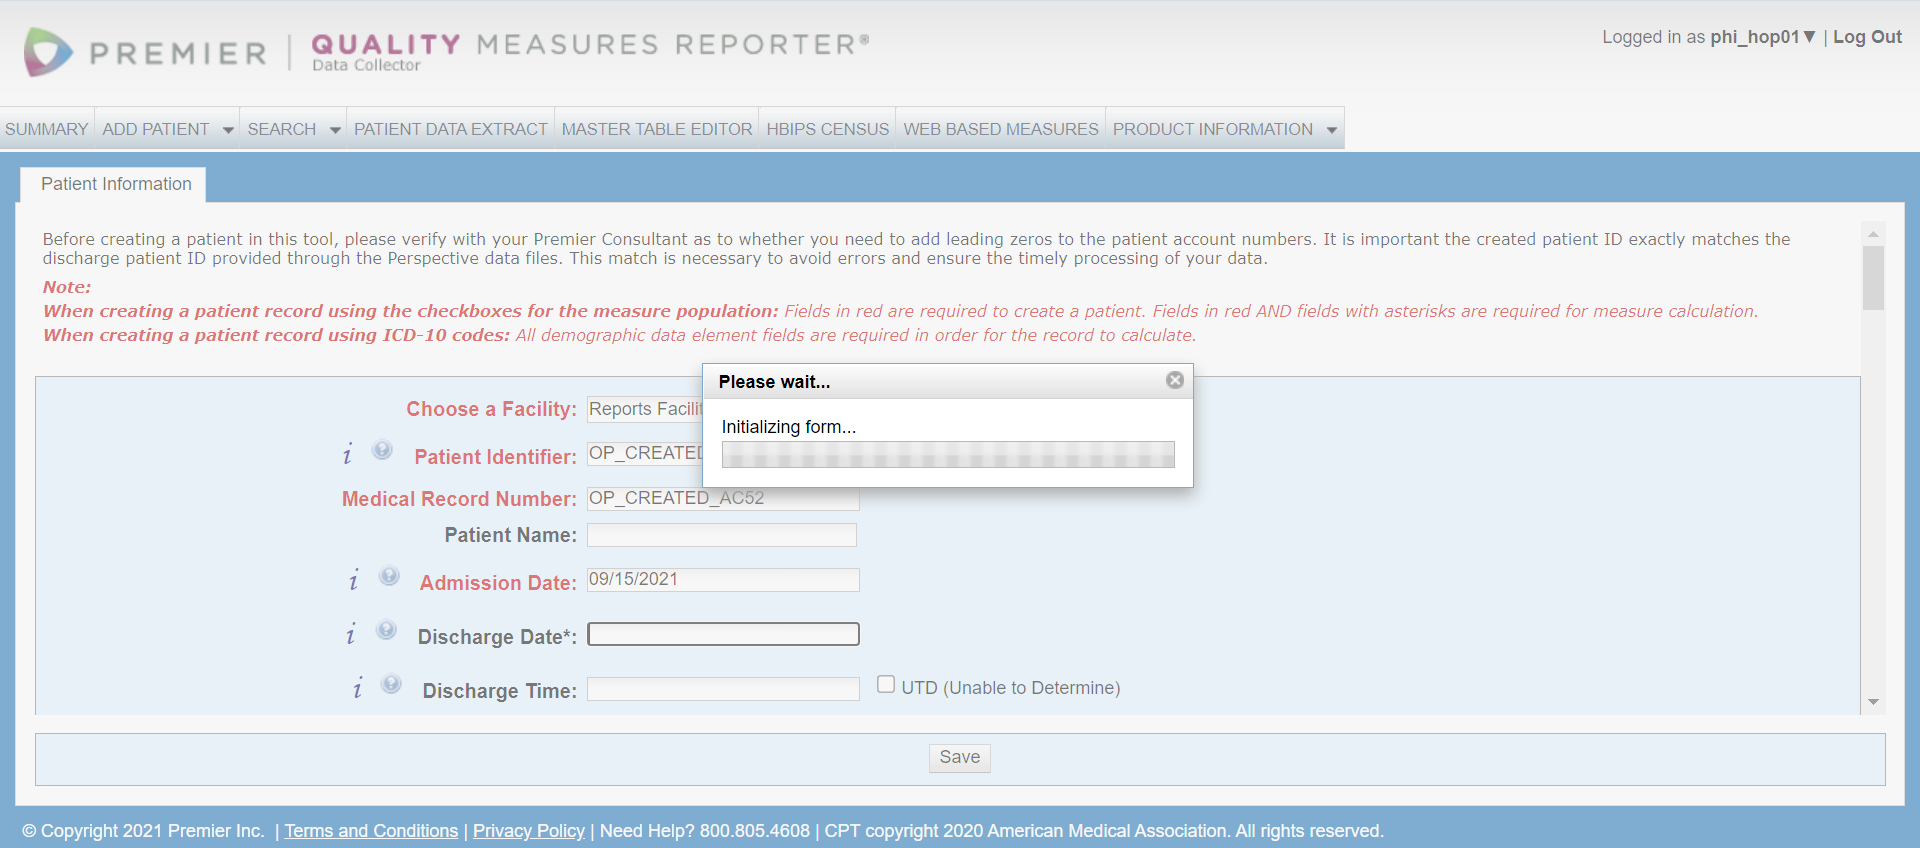 PREMIER | QUALITY MEASURES REPORTER®
Data Collector
Logged in as phi_hop01▼ | Log Out
SUMMARY ADD PATIENT SEARCH PATIENT DATA EXTRACT MASTER TABLE EDITOR HBIPS CENSUS WEB BASED MEASURES PRODUCT INFORMATION
Patient Information
Before creating a patient in this tool, please verify with your Premier Consultant as to whether you need to add leading zeros to the patient account numbers. It is important the created patient ID exactly matches the
discharge patient ID provided through the Perspective data files. This match is necessary to avoid errors and ensure the timely processing of your data.
Note:
When creating a patient record using the checkboxes for the measure population: Fields in red are required to create a patient. Fields in red AND fields with asterisks are required for measure calculation.
When creating a patient record using ICD-10 codes: All demographic data element fields are required in order for the record to calculate.
Please wait...
Initializing form...
Choose a Facility: Reports
i ? Patient Identifier:
Medical Record Number: OP_CREATED_AC52
Patient Name:
i ? Admission Date: 09/15/2021
i ? Discharge Date*:
i ? Discharge Time: UTD (Unable to Determine)
Save
© Copyright 2021 Premier Inc. | Terms and Conditions | Privacy Policy | Need Help? 800.805.4608 | CPT copyright 2020 American Medical Association. All rights reserved.